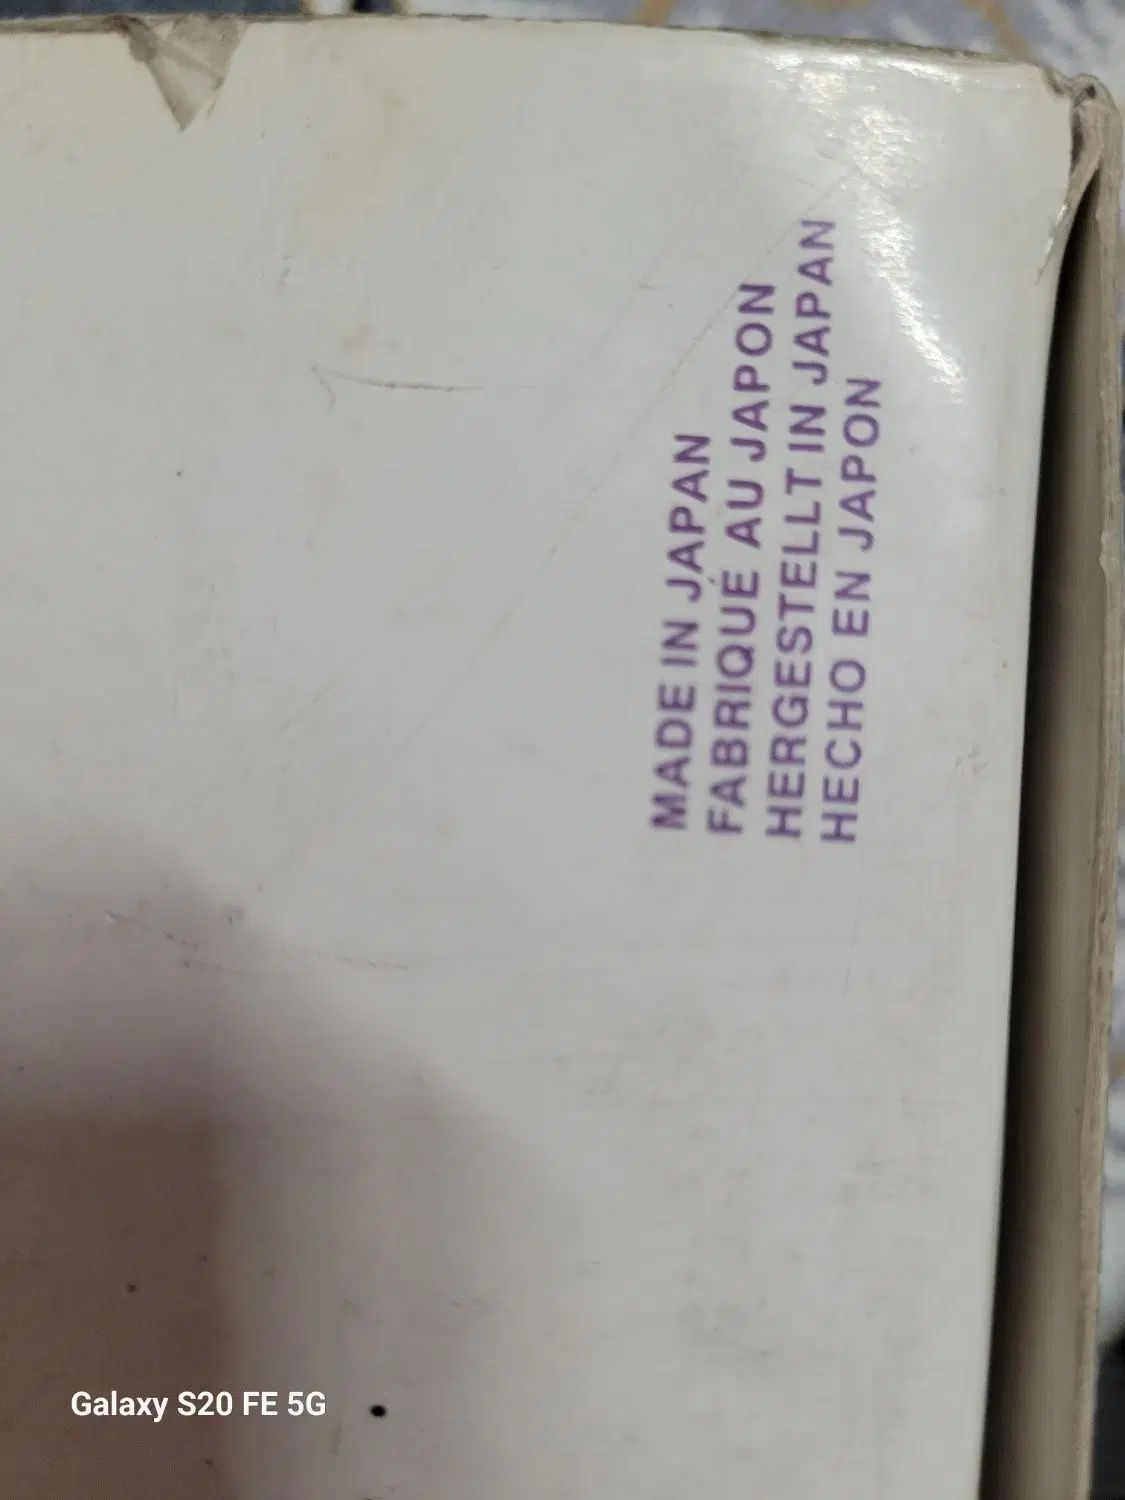 MADE IN JAPAN
FABRIQUÉ AU JAPON
HERGESTELLT IN JAPAN
HECHO EN JAPON
Galaxy S20 FE 5G